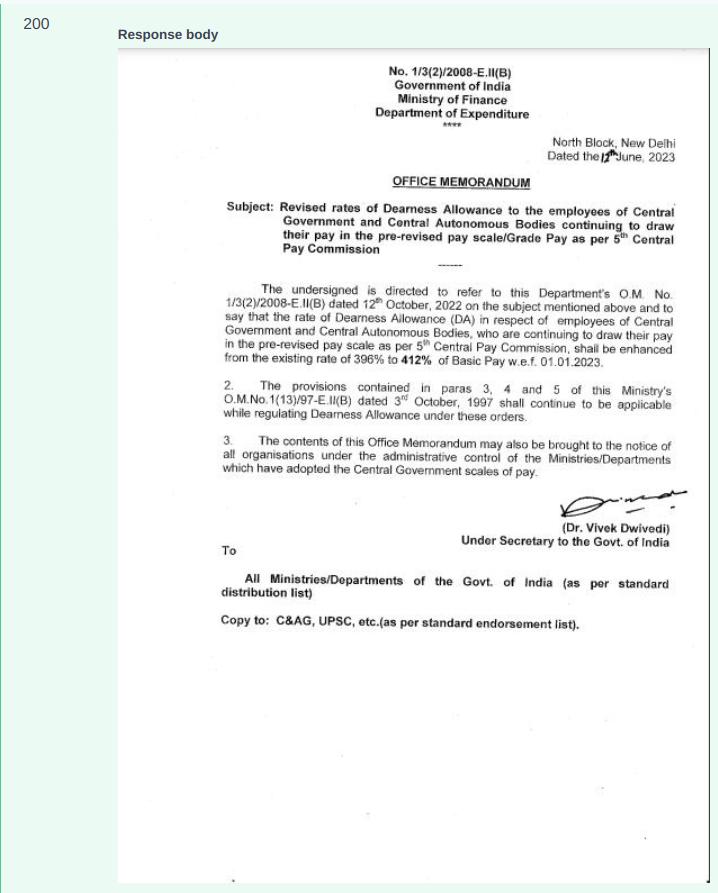 200
Response body
No. 1/3(2)/2008-E.II(B)
Government of India
Ministry of Finance
Department of Expenditure
****
North Block, New Delhi
Dated the 12th June, 2023
OFFICE MEMORANDUM
Subject: Revised rates of Dearness Allowance to the employees of Central
Government and Central Autonomous Bodies continuing to draw
their pay in the pre-revised pay scale/Grade Pay as per 5th Central
Pay Commission
------
The undersigned is directed to refer to this Department's O.M. No.
1/3(2)/2008-E.II(B) dated 12th October, 2022 on the subject mentioned above and to
say that the rate of Dearness Allowance (DA) in respect of employees of Central
Government and Central Autonomous Bodies, who are continuing to draw their pay
in the pre-revised pay scale as per 5th Central Pay Commission, shall be enhanced
from the existing rate of 396% to 412% of Basic Pay w.e.f. 01.01.2023.
2. The provisions contained in paras 3, 4 and 5 of this Ministry's
O.M.No.1(13)/97-E.II(B) dated 3rd October, 1997 shall continue to be applicable
while regulating Dearness Allowance under these orders.
3. The contents of this Office Memorandum may also be brought to the notice of
all organisations under the administrative control of the Ministries/Departments
which have adopted the Central Government scales of pay.
(Dr. Vivek Dwivedi)
Under Secretary to the Govt. of India
To
All Ministries/Departments of the Govt. of India (as per standard
distribution list)
Copy to: C&AG, UPSC, etc.(as per standard endorsement list).